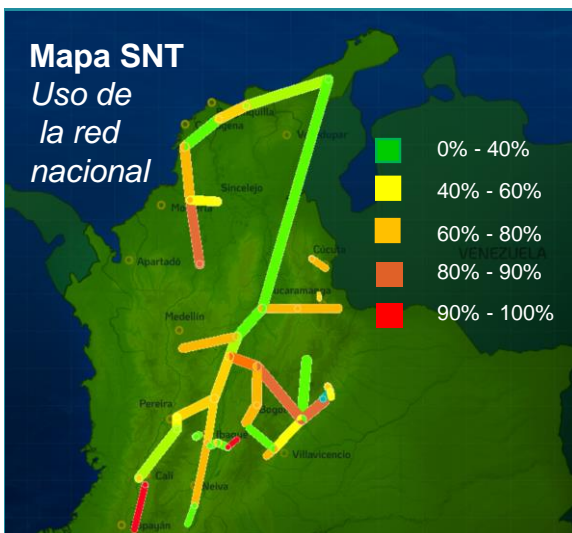 Mapa SNT
Uso de
la red
nacional
Sincelejo
Apartadó
Cúcuta
VENEZUELA
Medellín
Pereira
Ibagué
Villavicencio
Cali
Neiva
0% - 40%
40% - 60%
60% - 80%
80% - 90%
90% - 100%